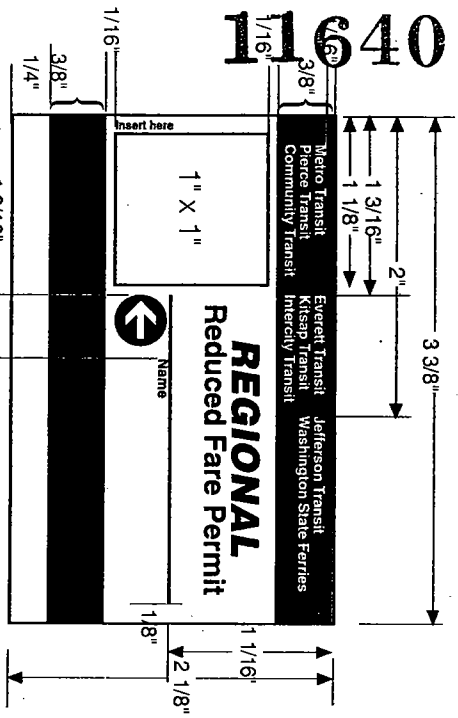 11640
3 3/8"
2"
1 3/16"
1 1/8"
1/16"
3/8"
1/16"
1/16"
3/8"
1/4"
Metro Transit
Pierce Transit
Community Transit
Everett Transit
Kitsap Transit
Intercity Transit
Jefferson Transit
Washington State Ferries
REGIONAL
Reduced Fare Permit
Insert here
1" X 1"
Name
1/8"
1 1/16"
2 1/8"